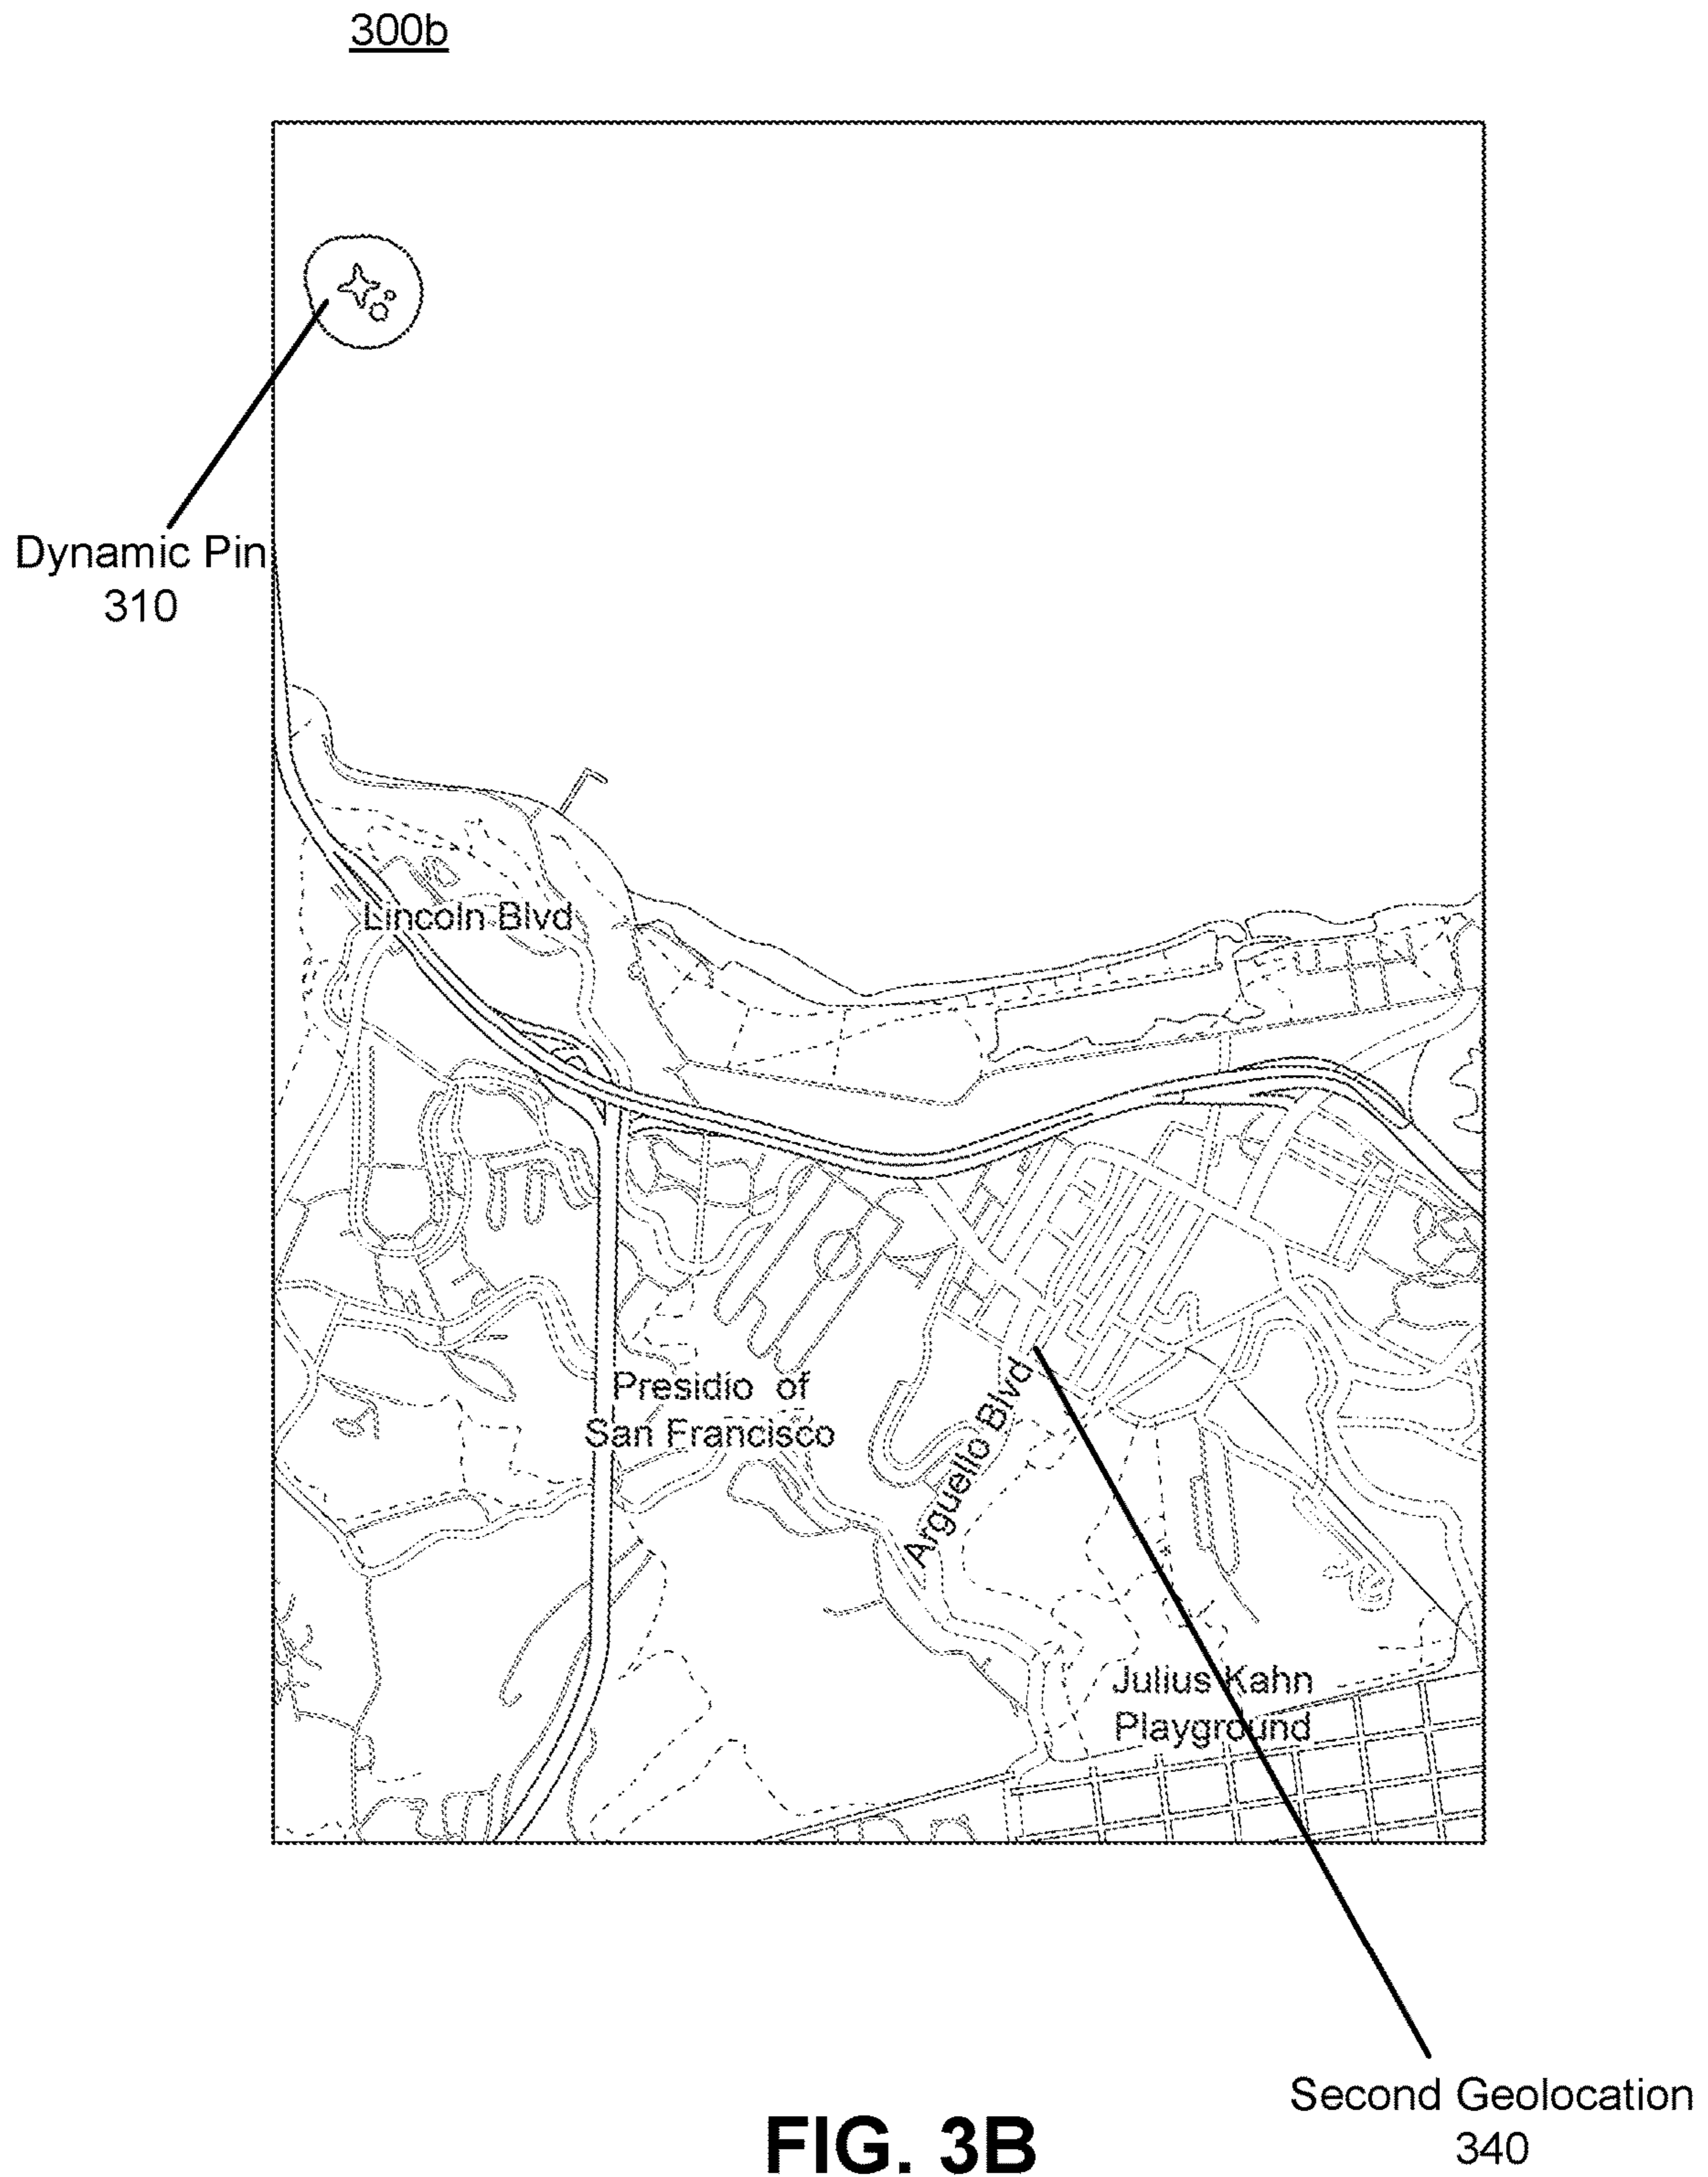 300b
Dynamic Pin
310
Lincoln Blvd
Presidio of
San Francisco
Arguello Blvd
Julius Kahn
Playground
Second Geolocation
340
FIG. 3B